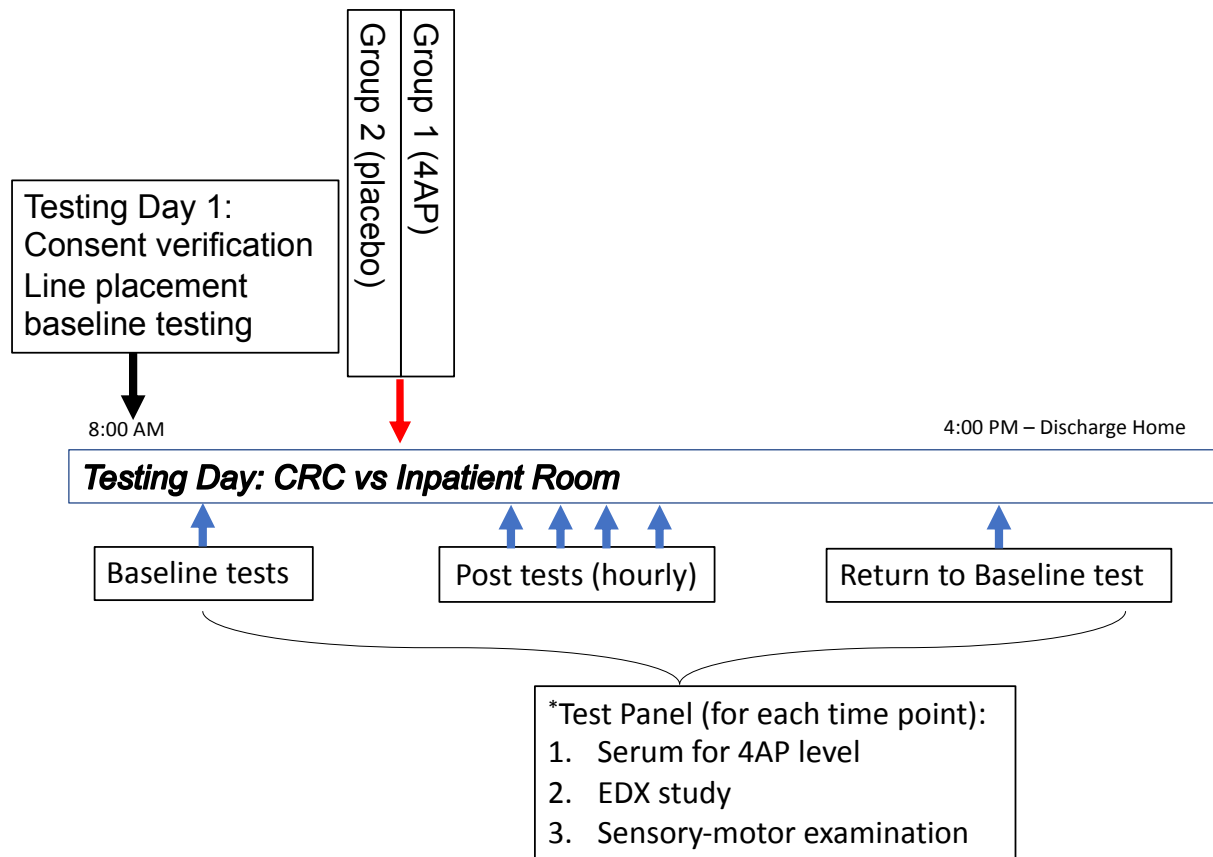 Group 1 (4AP)
Group 2 (placebo)
Testing Day 1:
Consent verification
Line placement
baseline testing
8:00 AM
4:00 PM – Discharge Home
Testing Day: CRC vs Inpatient Room
Baseline tests
Post tests (hourly)
Return to Baseline test
*Test Panel (for each time point):
1. Serum for 4AP level
2. EDX study
3. Sensory-motor examination